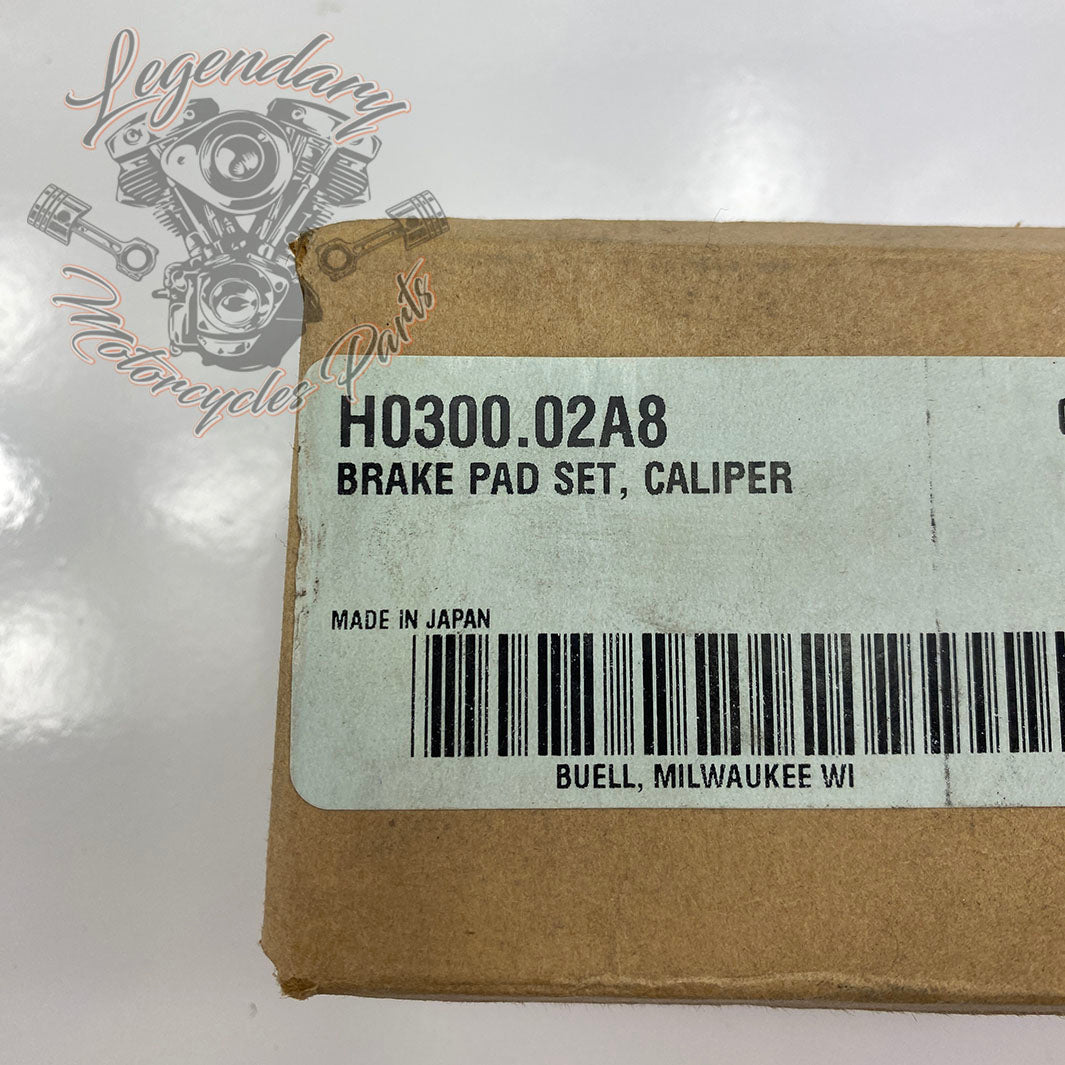 Legendary
Motorcycles Parts
H0300.02A8
BRAKE PAD SET, CALIPER
MADE IN JAPAN
BUELL, MILWAUKEE WI